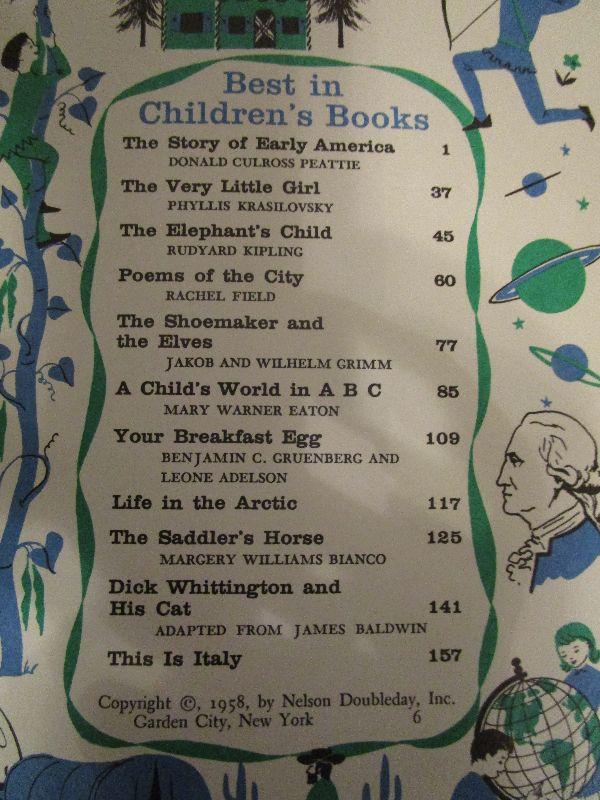 Best in
Children's Books
The Story of Early America 1
DONALD CULROSS PEATTIE
The Very Little Girl 37
PHYLLIS KRASILOVSKY
The Elephant's Child 45
RUDYARD KIPLING
Poems of the City 60
RACHEL FIELD
The Shoemaker and
the Elves 77
JAKOB AND WILHELM GRIMM
A Child's World in A B C 85
MARY WARNER EATON
Your Breakfast Egg 109
BENJAMIN C. GRUENBERG AND
LEONE ADELSON
Life in the Arctic 117
The Saddler's Horse 125
MARGERY WILLIAMS BIANCO
Dick Whittington and
His Cat 141
ADAPTED FROM JAMES BALDWIN
This Is Italy 157
Copyright ©, 1958, by Nelson Doubleday, Inc.
Garden City, New York 6